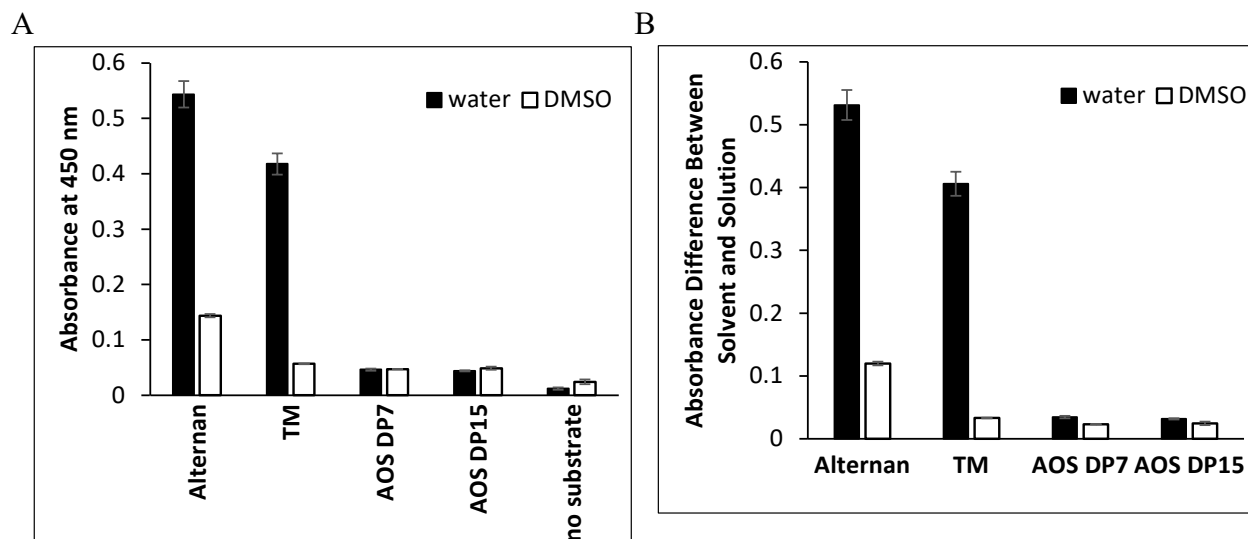 A
Absorbance at 450 nm
0.6
0.5
0.4
0.3
0.2
0.1
0
water
DMSO
Alternan
TM
AOS DP7
AOS DP15
no substrate
B
Absorbance Difference Between
Solvent and Solution
0.6
0.5
0.4
0.3
0.2
0.1
0
water
DMSO
Alternan
TM
AOS DP7
AOS DP15